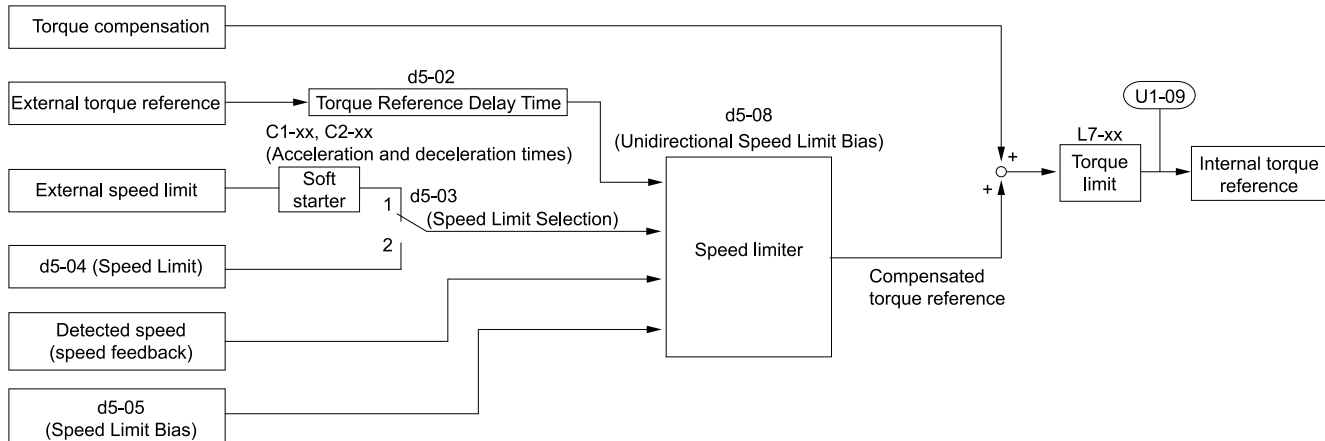 Torque compensation
External torque reference
d5-02
Torque Reference Delay Time
C1-xx, C2-xx
(Acceleration and deceleration times)
External speed limit
Soft
starter
1
2
d5-03
(Speed Limit Selection)
d5-04 (Speed Limit)
Detected speed
(speed feedback)
d5-05
(Speed Limit Bias)
d5-08
(Unidirectional Speed Limit Bias)
Speed limiter
Compensated
torque reference
+
+
L7-xx
Torque
limit
U1-09
Internal torque
reference